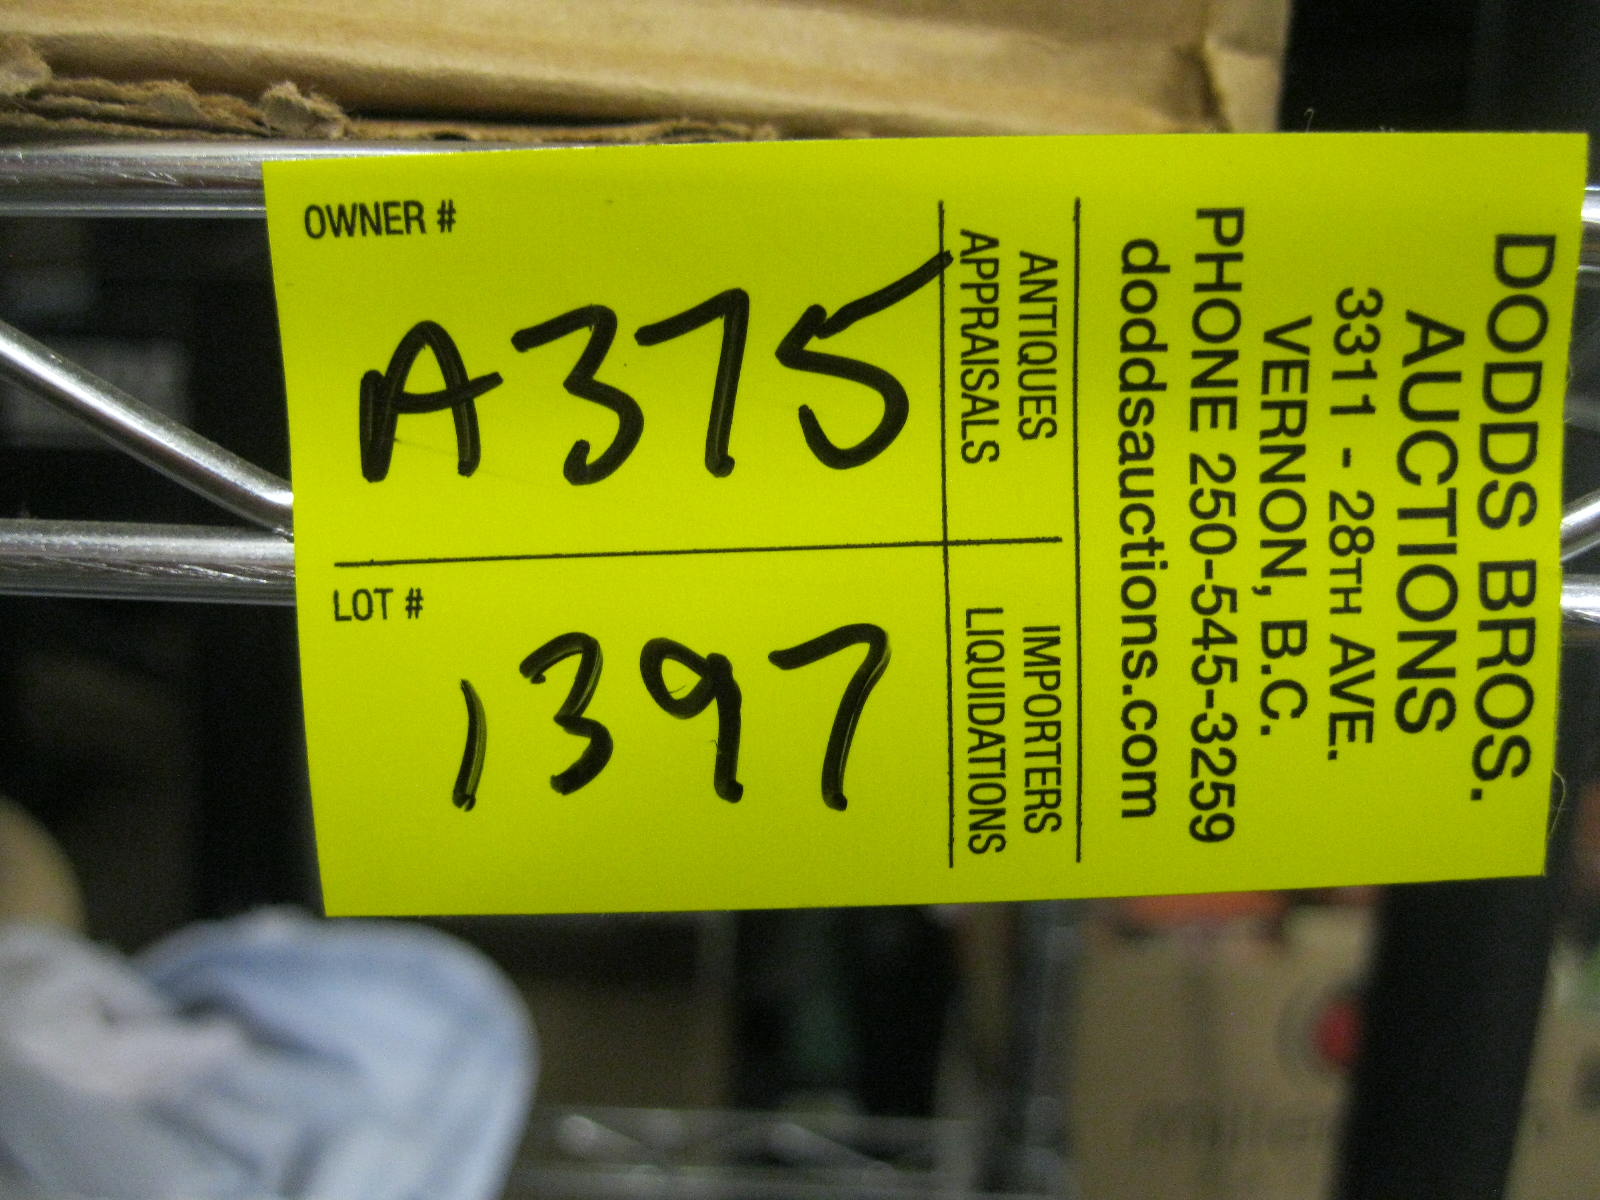 DODDS BROS.
AUCTIONS
3311 - 28TH AVE.
VERNON, B.C.
PHONE 250-545-3259
doddsauctions.com
ANTIQUES
APPRAISALS
IMPORTERS
LIQUIDATIONS
OWNER #
A375
LOT #
1397